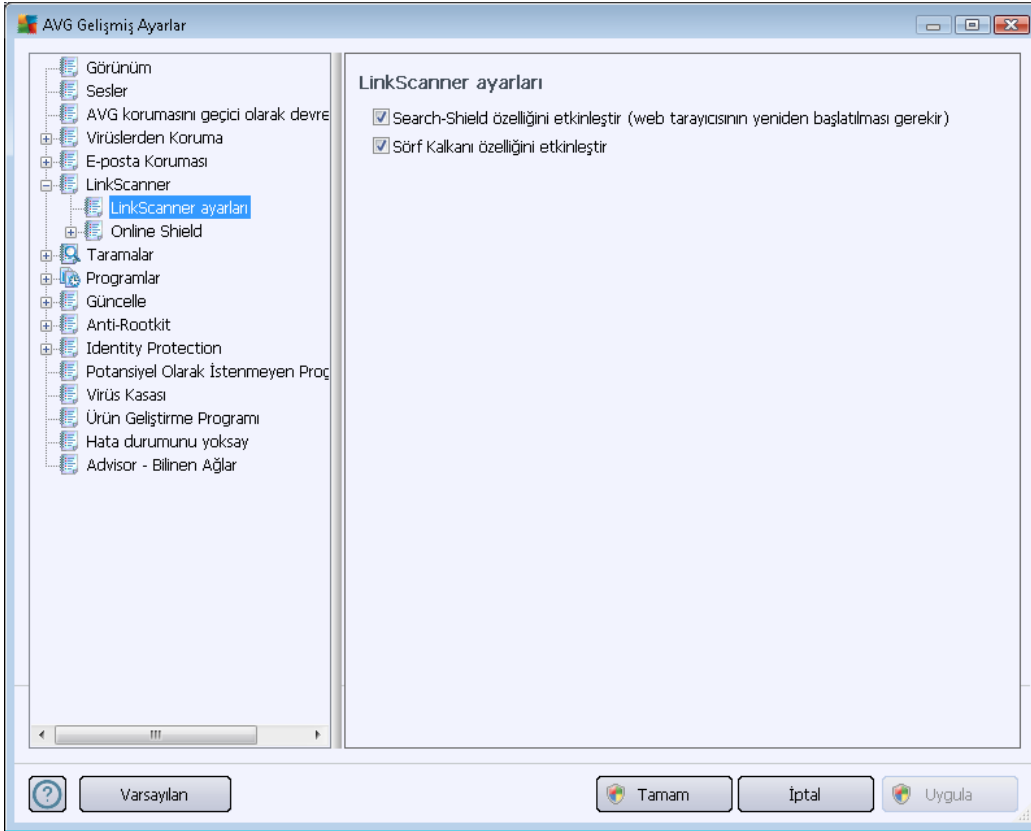 AVG Gelişmiş Ayarlar
Görünüm
Sesler
AVG korumasını geçici olarak devre
Virüslerden Koruma
E-posta Koruması
LinkScanner
LinkScanner ayarları
Online Shield
Taramalar
Programlar
Güncelle
Anti-Rootkit
Identity Protection
Potansiyel Olarak İstenmeyen Prog
Virüs Kasası
Ürün Geliştirme Programı
Hata durumunu yoksay
Advisor - Bilinen Ağlar
LinkScanner ayarları
Search-Shield özelliğini etkinleştir (web tarayıcısının yeniden başlatılması gerekir)
Sörf Kalkanı özelliğini etkinleştir
Varsayılan
Tamam
İptal
Uygula